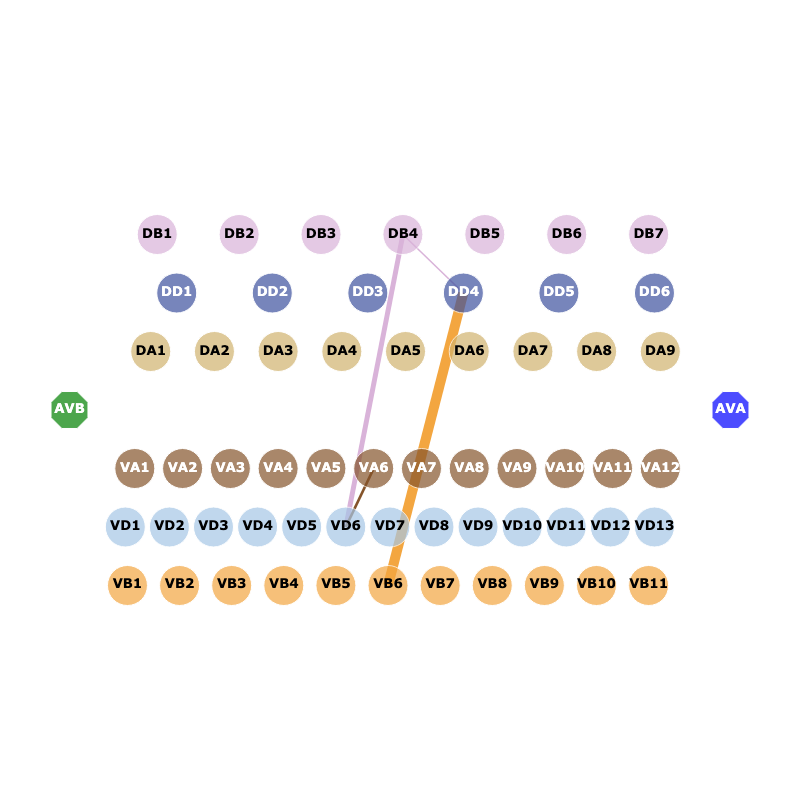 DB1 DB2 DB3 DB4 DB5 DB6 DB7
DD1 DD2 DD3 DD4 DD5 DD6
DA1 DA2 DA3 DA4 DA5 DA6 DA7 DA8 DA9
AVB AVA
VA1 VA2 VA3 VA4 VA5 VA6 VA7 VA8 VA9 VA10 VA11 VA12
VD1 VD2 VD3 VD4 VD5 VD6 VD7 VD8 VD9 VD10 VD11 VD12 VD13
VB1 VB2 VB3 VB4 VB5 VB6 VB7 VB8 VB9 VB10 VB11